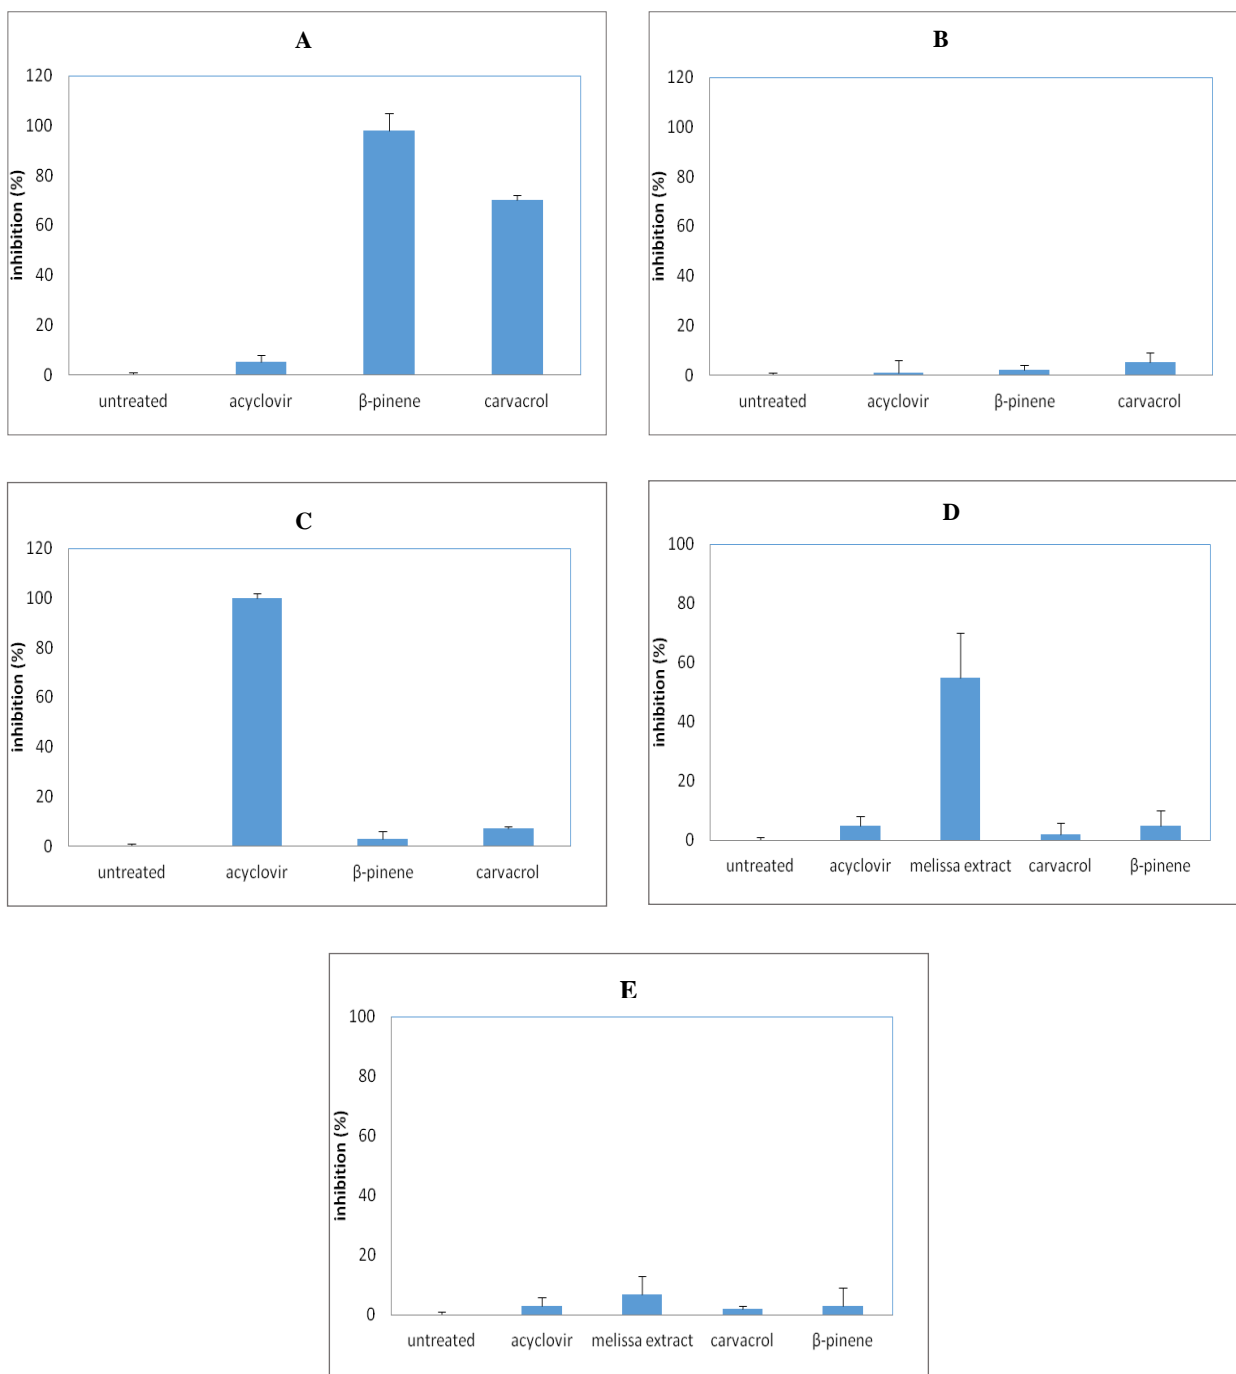 A
120
100
80
60
40
20
0
inhibition (%)
untreated acyclovir β-pinene carvacrol
B
120
100
80
60
40
20
0
inhibition (%)
untreated acyclovir β-pinene carvacrol
C
120
100
80
60
40
20
0
inhibition (%)
untreated acyclovir β-pinene carvacrol
D
100
80
60
40
20
0
inhibition (%)
untreated acyclovir melissa extract carvacrol β-pinene
E
100
80
60
40
20
0
inhibition (%)
untreated acyclovir melissa extract carvacrol β-pinene